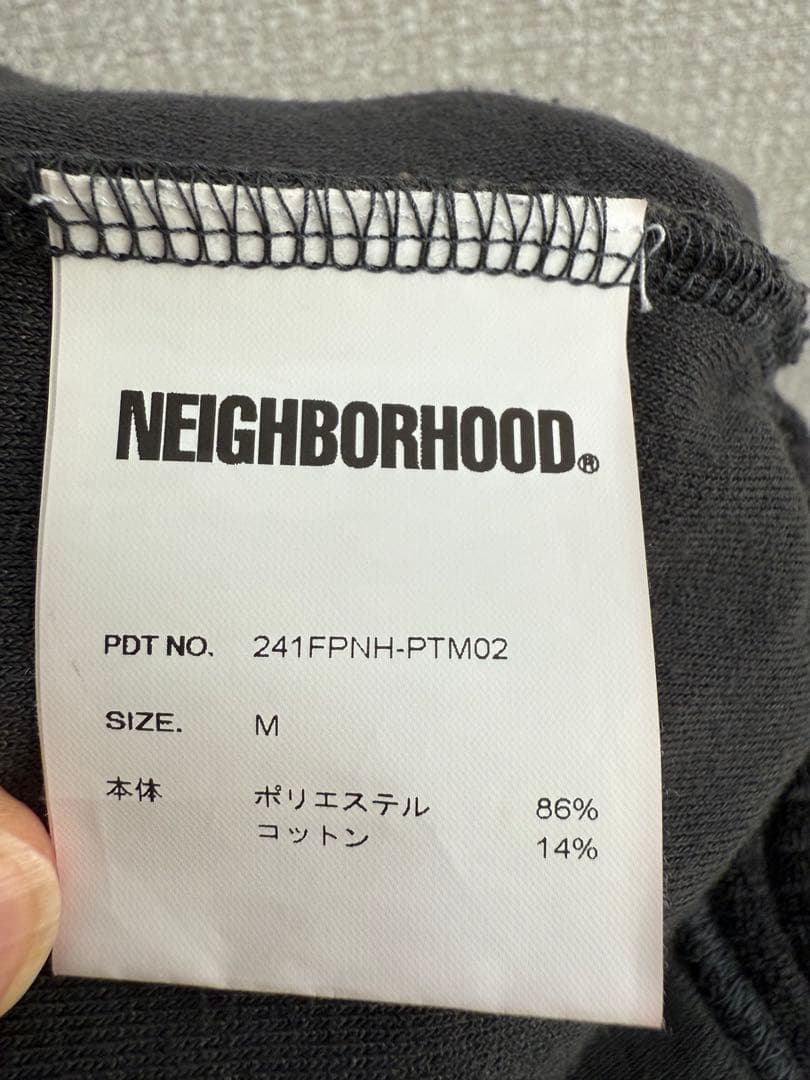 NEIGHBORHOOD®
PDT NO. 241FPNH-PTM02
SIZE. M
本体 ポリエステル 86%
コットン 14%